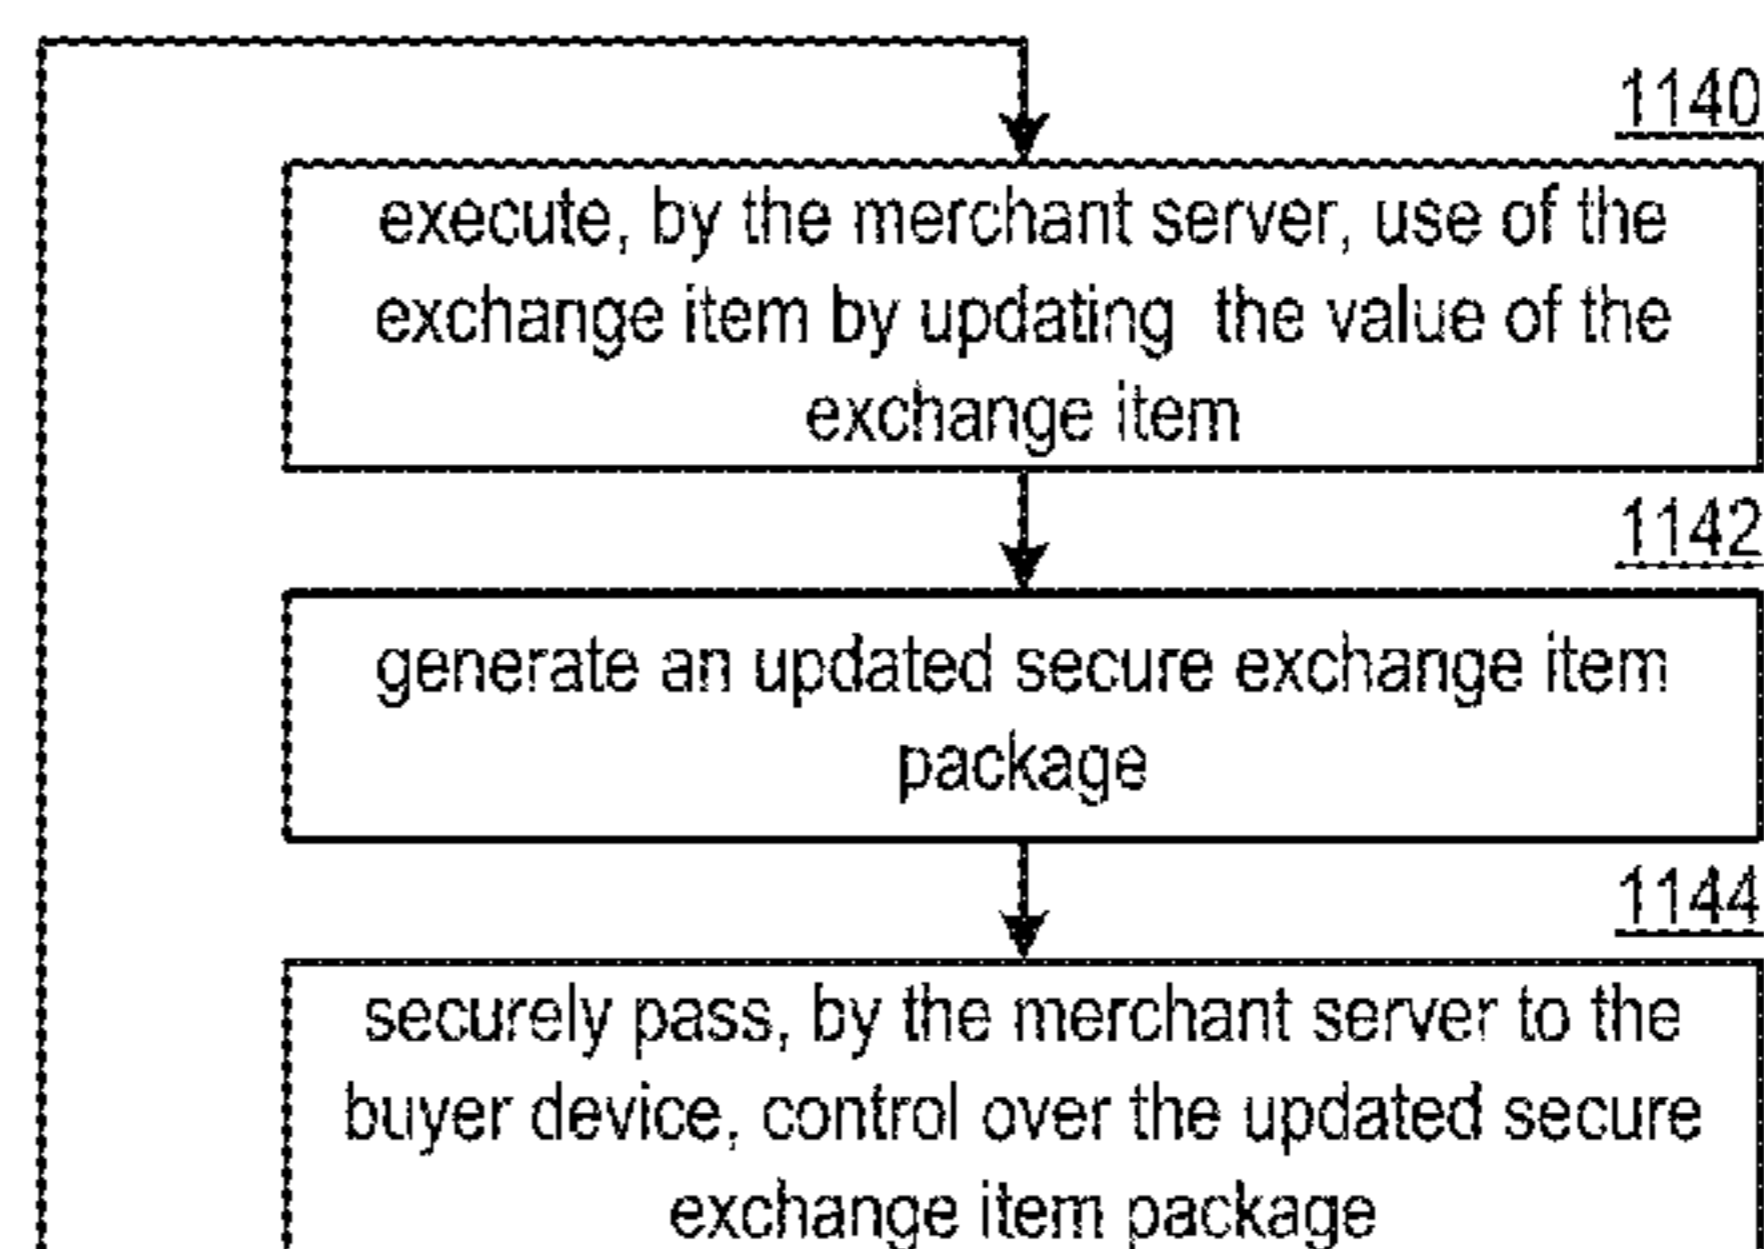 1140
execute, by the merchant server, use of the
exchange item by updating the value of the
exchange item
1142
generate an updated secure exchange item
package
1144
securely pass, by the merchant server to the
buyer device, control over the updated secure
exchange item package